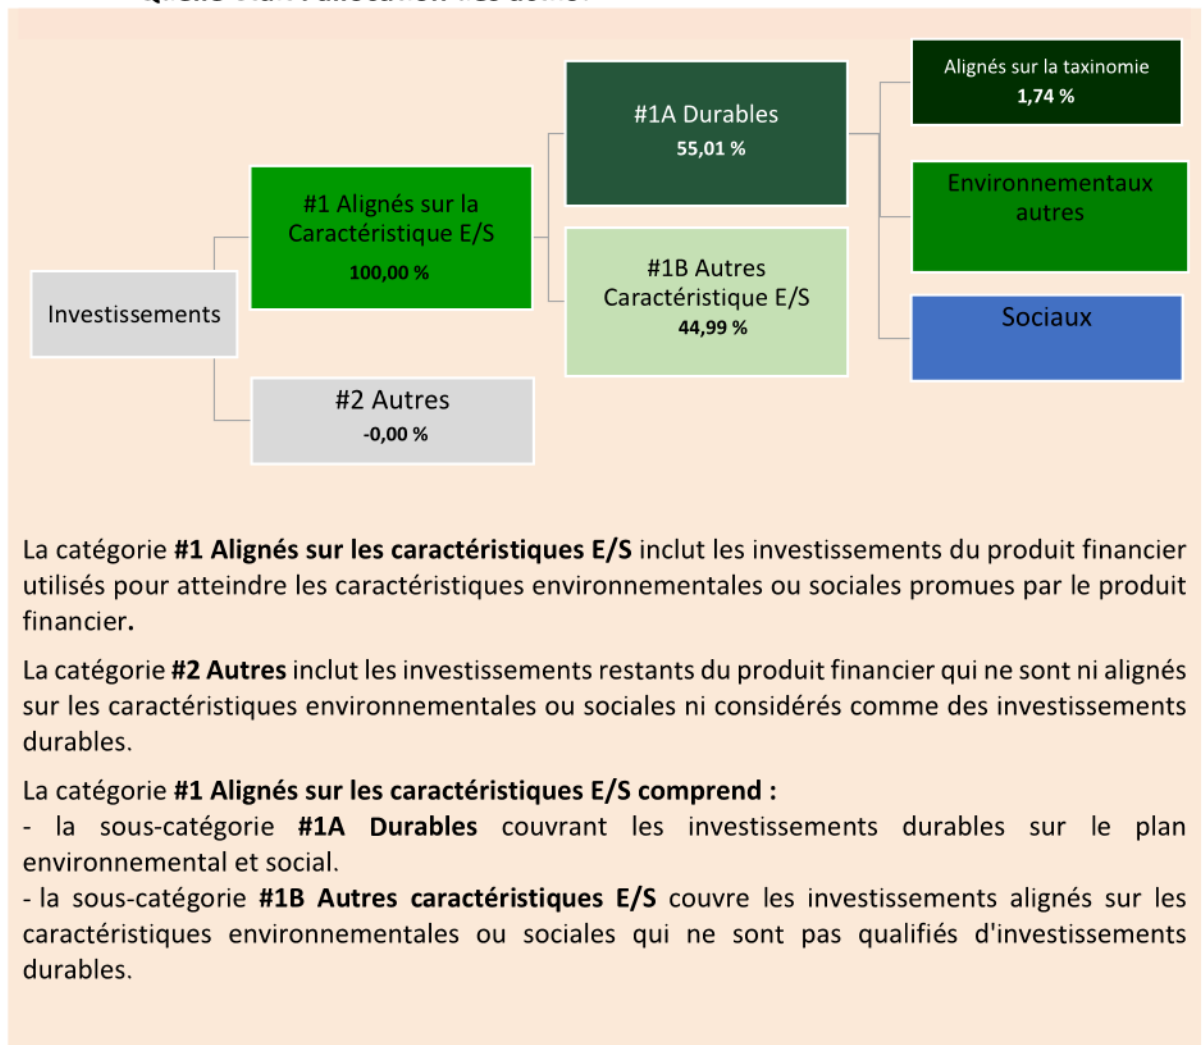 Alignés sur la taxinomie
1,74 %
#1A Durables
55,01 %
Environnementaux
autres
#1 Alignés sur la
Caractéristique E/S
100,00 %
#1B Autres
Caractéristique E/S
44,99 %
Investissements
Sociaux
#2 Autres
-0,00 %
La catégorie #1 Alignés sur les caractéristiques E/S inclut les investissements du produit financier
utilisés pour atteindre les caractéristiques environnementales ou sociales promues par le produit
financier.
La catégorie #2 Autres inclut les investissements restants du produit financier qui ne sont ni alignés
sur les caractéristiques environnementales ou sociales ni considérés comme des investissements
durables.
La catégorie #1 Alignés sur les caractéristiques E/S comprend :
- la sous-catégorie #1A Durables couvrant les investissements durables sur le plan
environnemental et social.
- la sous-catégorie #1B Autres caractéristiques E/S couvre les investissements alignés sur les
caractéristiques environnementales ou sociales qui ne sont pas qualifiés d'investissements
durables.